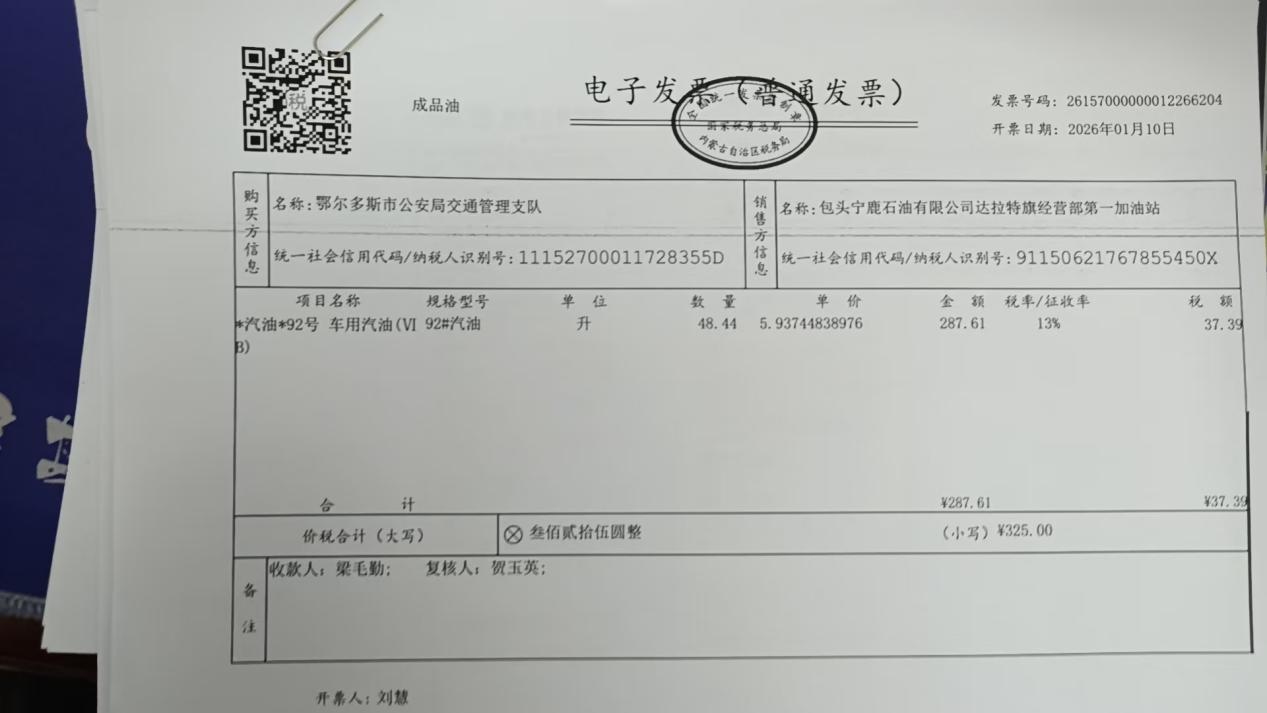 税
成品油
电子发票（普通发票）
全国统一发票监制章
国家税务总局
内蒙古自治区税务局
发票号码：26157000000012266204
开票日期：2026年01月10日
购买方信息
名称：鄂尔多斯市公安局交通管理支队
统一社会信用代码/纳税人识别号：11152700011728355D
销售方信息
名称：包头宁鹿石油有限公司达拉特旗经营部第一加油站
统一社会信用代码/纳税人识别号：91150621767855450X
项目名称 规格型号 单 位 数 量 单 价 金 额 税率/征收率 税 额
*汽油*92号 车用汽油(VI 92#汽油 升 48.44 5.93744838976 287.61 13% 37.39
B)
合 计 ¥287.61 ¥37.39
价税合计（大写） ⊗ 叁佰贰拾伍圆整 （小写）¥325.00
备注
收款人：梁毛勤； 复核人：贺玉英；
开票人：刘慧